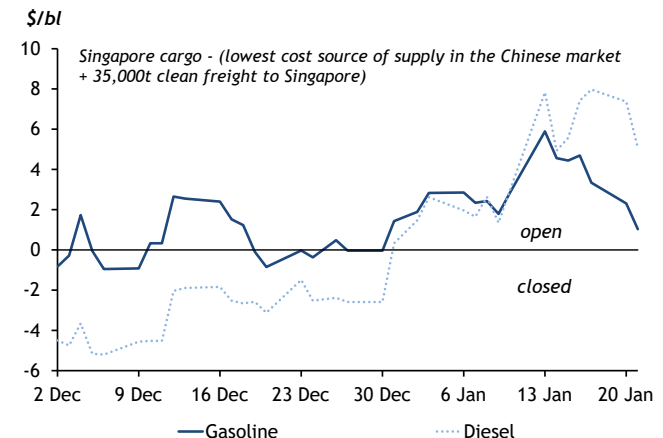 $/bl
Singapore cargo - (lowest cost source of supply in the Chinese market
+ 35,000t clean freight to Singapore)
10
8
6
4
2
0
-2
-4
-6
open
closed
2 Dec 9 Dec 16 Dec 23 Dec 30 Dec 6 Jan 13 Jan 20 Jan
Gasoline Diesel